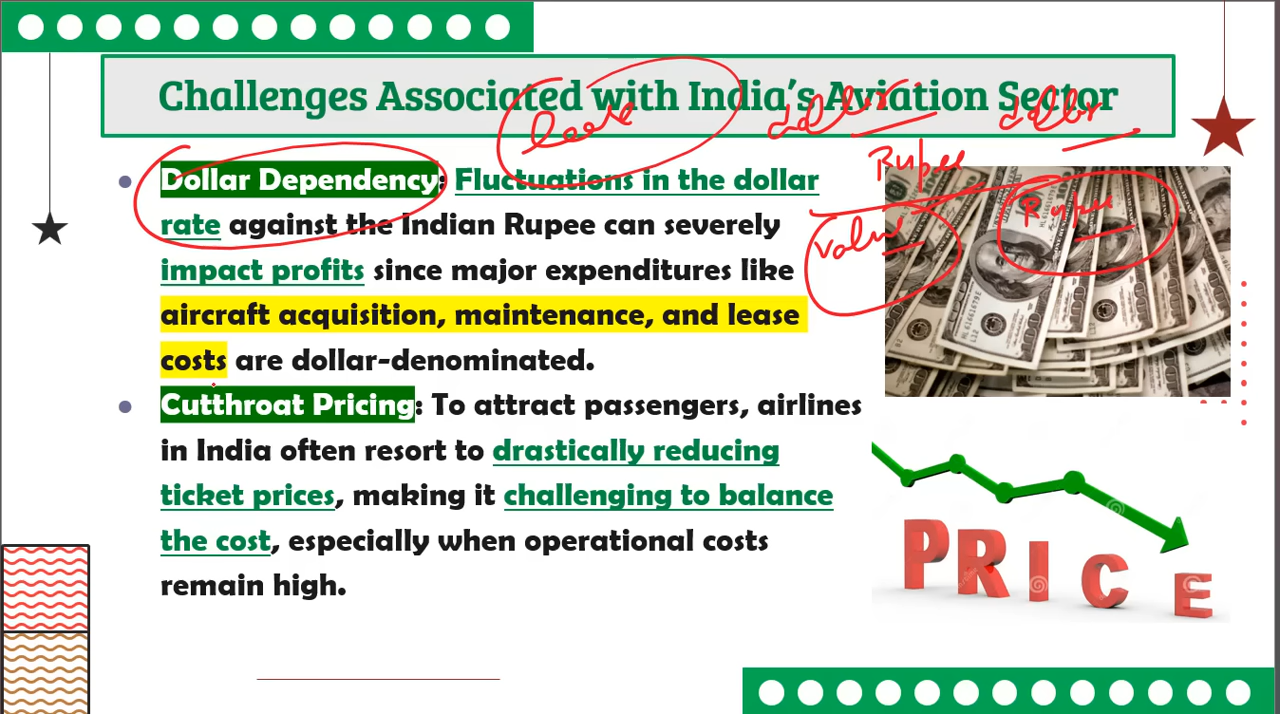 Challenges Associated with India's Aviation Sector
lease
dollar
dollar
Rupee
value
Rupee
• Dollar Dependency: Fluctuations in the dollar
rate against the Indian Rupee can severely
impact profits since major expenditures like
aircraft acquisition, maintenance, and lease
costs are dollar-denominated.
• Cutthroat Pricing: To attract passengers, airlines
in India often resort to drastically reducing
ticket prices, making it challenging to balance
the cost, especially when operational costs
remain high.
PRICE